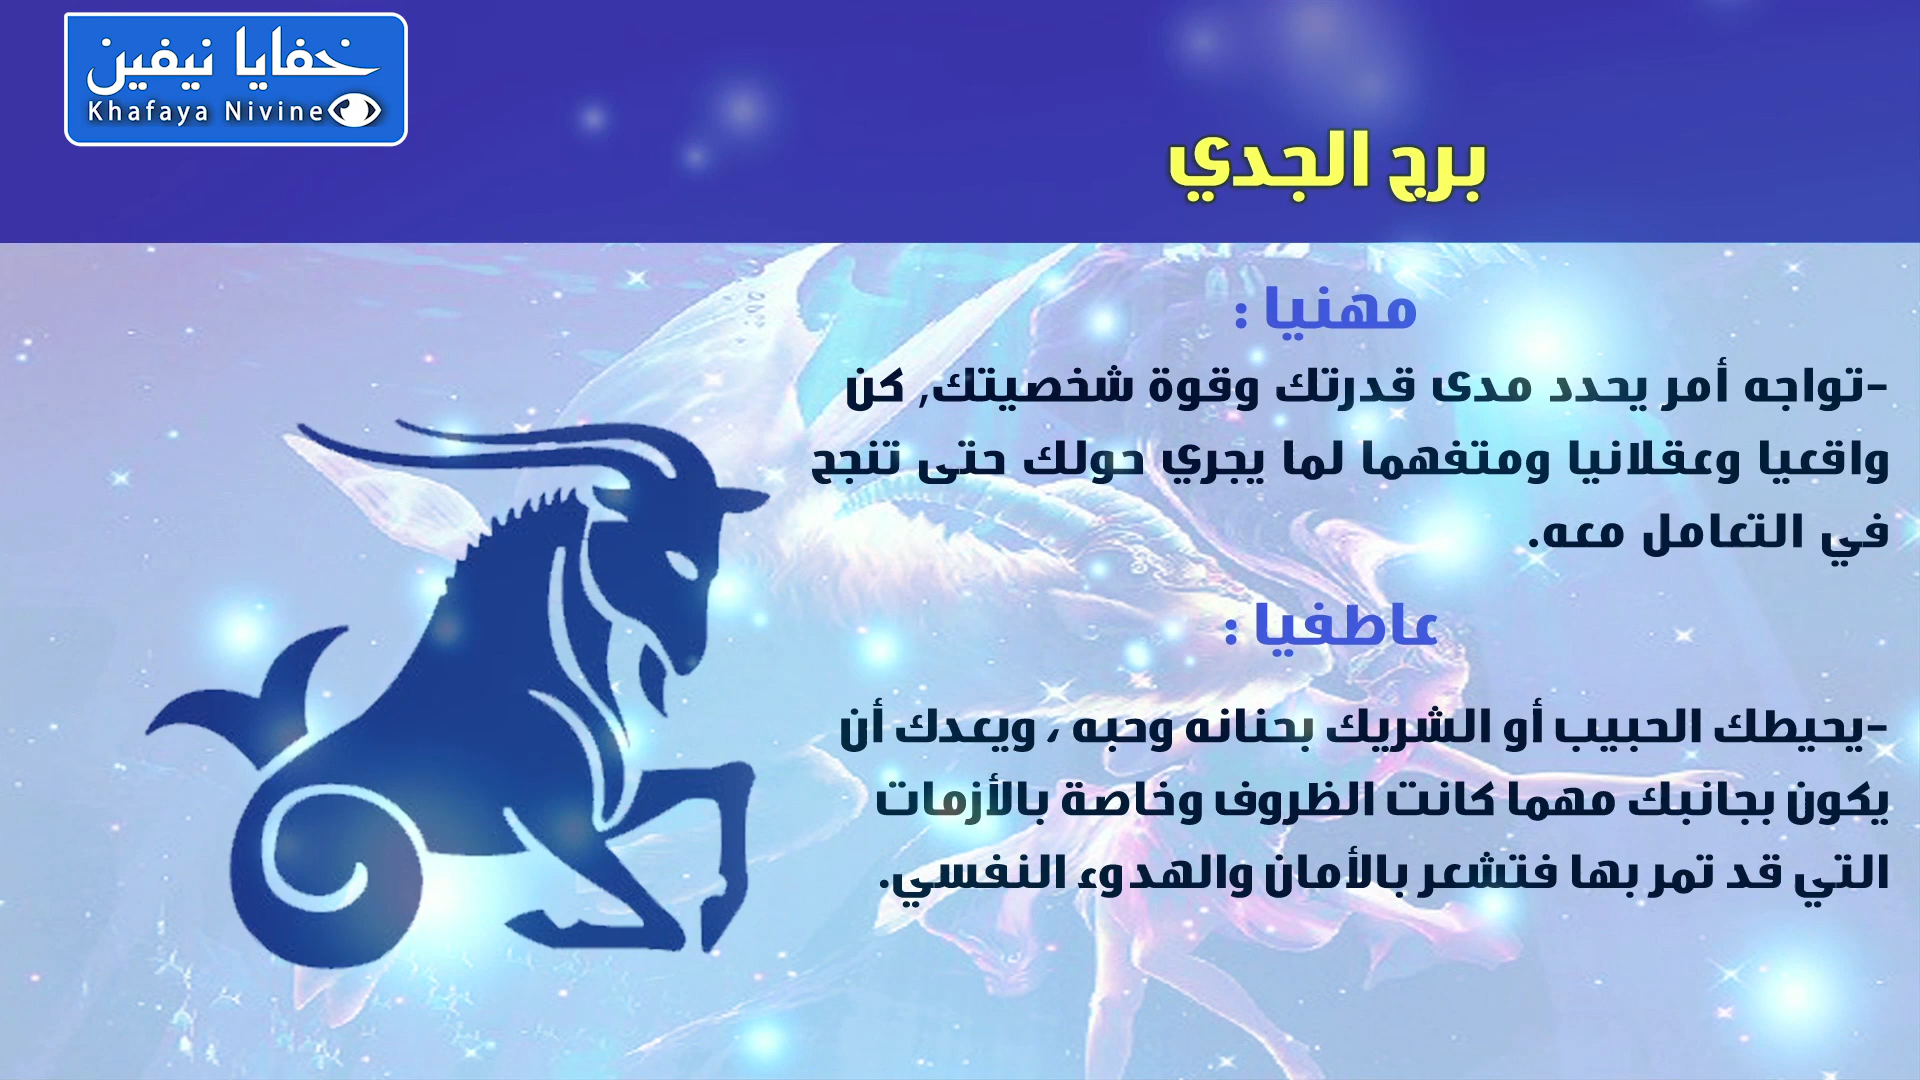 خفايا نيفين
Khafaya Nivine
برج الجدي
مهنيا :
-تواجه أمر يحدد مدى قدرتك وقوة شخصيتك, كن
واقعيا وعقلانيا ومتفهما لما يجري حولك حتى تنجح
في التعامل معه.
عاطفيا :
-يحيطك الحبيب أو الشريك بحنانه وحبه ، ويعدك أن
يكون بجانبك مهما كانت الظروف وخاصة بالأزمات
التي قد تمر بها فتشعر بالأمان والهدوء النفسي.